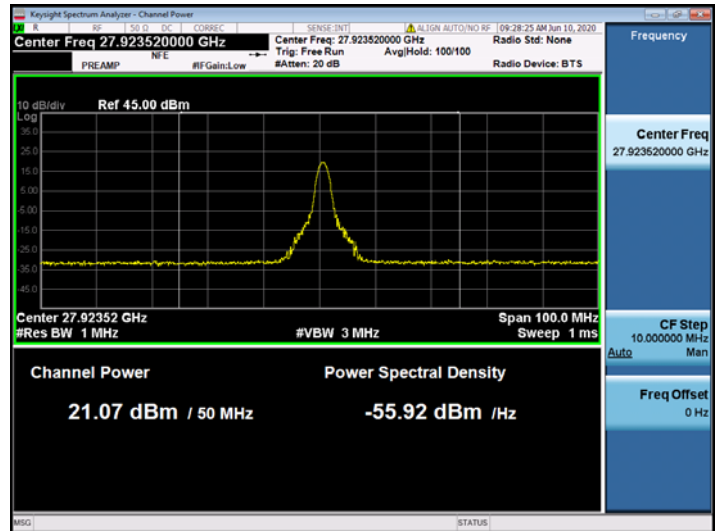 Keysight Spectrum Analyzer - Channel Power
R RF 50 Ω DC CORREC SENSE:INT ALIGN AUTO/NO RF 09:28:25 AM Jun 10, 2020
Center Freq 27.923520000 GHz
NFE
PREAMP #IFGain:Low
Center Freq: 27.923520000 GHz
Trig: Free Run Avg|Hold: 100/100
#Atten: 20 dB
Radio Std: None
Radio Device: BTS
10 dB/div Ref 45.00 dBm
Log
35.0
25.0
15.0
5.00
-5.00
-15.0
-25.0
-35.0
-45.0
Center 27.92352 GHz Span 100.0 MHz
#Res BW 1 MHz #VBW 3 MHz Sweep 1 ms
Channel Power Power Spectral Density
21.07 dBm / 50 MHz -55.92 dBm /Hz
Frequency
Center Freq
27.923520000 GHz
CF Step
10.000000 MHz
Auto Man
Freq Offset
0 Hz
MSG STATUS